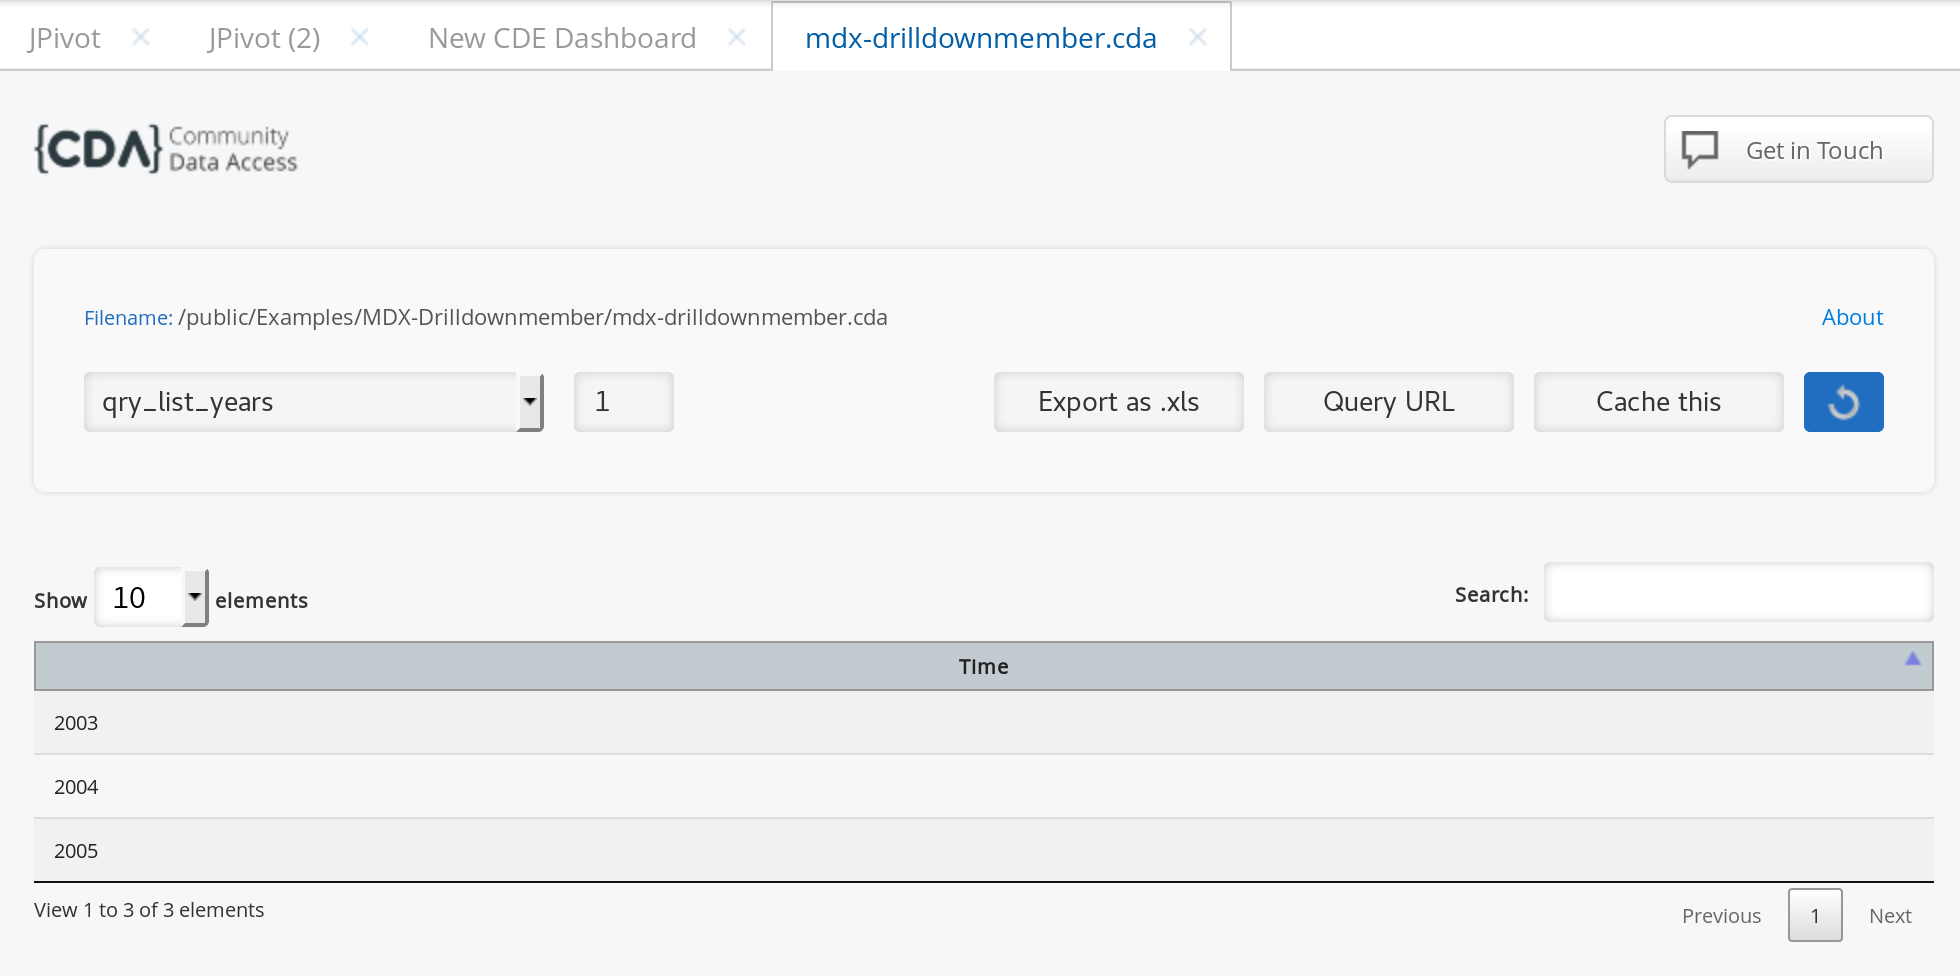 JPivot
JPivot (2)
New CDE Dashboard
mdx-drilldownmember.cda
{CDA} Community
Data Access
Get in Touch
Filename: /public/Examples/MDX-Drilldownmember/mdx-drilldownmember.cda
About
qry_list_years
1
Export as .xls
Query URL
Cache this
Show 10 elements
Search:
Time
2003
2004
2005
View 1 to 3 of 3 elements
Previous
1
Next